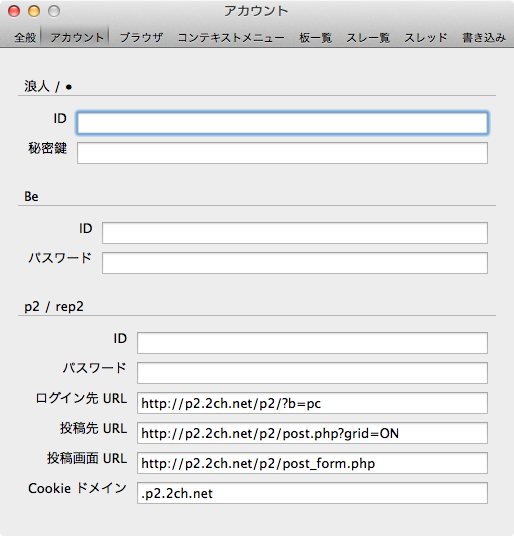 アカウント
全般 アカウント ブラウザ コンテキストメニュー 板一覧 スレ一覧 スレッド 書き込み
浪人 / ●
ID
秘密鍵
Be
ID
パスワード
p2 / rep2
ID
パスワード
ログイン先 URL http://p2.2ch.net/p2/?b=pc
投稿先 URL http://p2.2ch.net/p2/post.php?grid=ON
投稿画面 URL http://p2.2ch.net/p2/post_form.php
Cookie ドメイン .p2.2ch.net